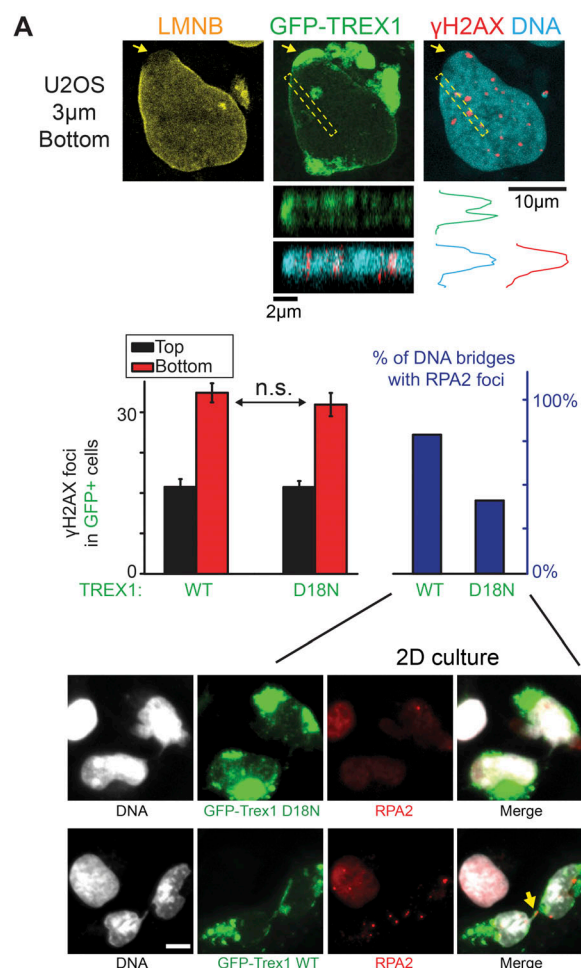 A
LMNB
GFP-TREX1
γH2AX DNA
U2OS
3μm
Bottom
10μm
2μm
Top
Bottom
% of DNA bridges
with RPA2 foci
n.s.
30
100%
γH2AX foci
in GFP+ cells
0
0%
TREX1:
WT
D18N
WT
D18N
2D culture
DNA
GFP-Trex1 D18N
RPA2
Merge
DNA
GFP-Trex1 WT
RPA2
Merge